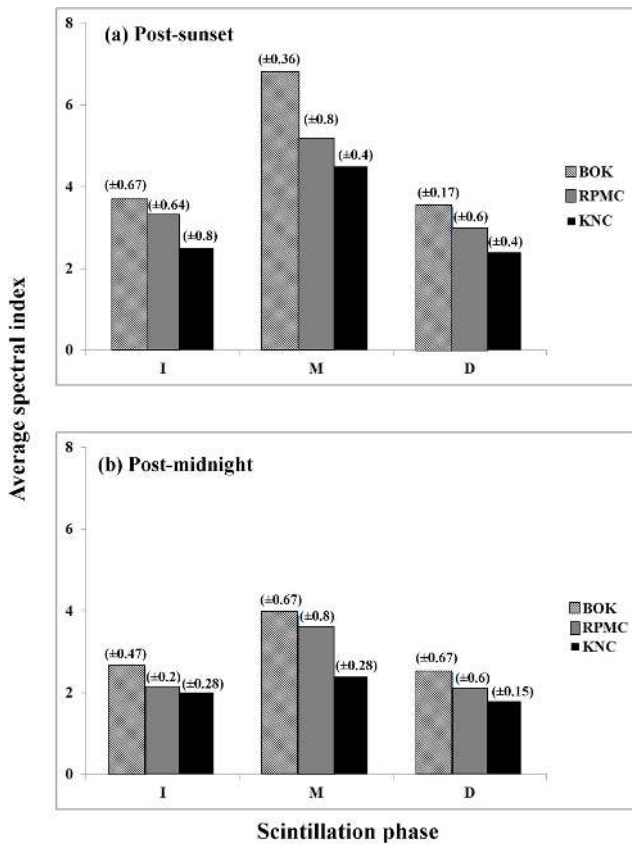 Average spectral index
(a) Post-sunset
8
6
4
2
0
(±0.67)
(±0.64)
(±0.8)
(±0.36)
(±0.8)
(±0.4)
(±0.17)
(±0.6)
(±0.4)
I M D
BOK
RPMC
KNC
(b) Post-midnight
8
6
4
2
0
(±0.47)
(±0.2)
(±0.28)
(±0.67)
(±0.8)
(±0.28)
(±0.67)
(±0.6)
(±0.15)
I M D
BOK
RPMC
KNC
Scintillation phase